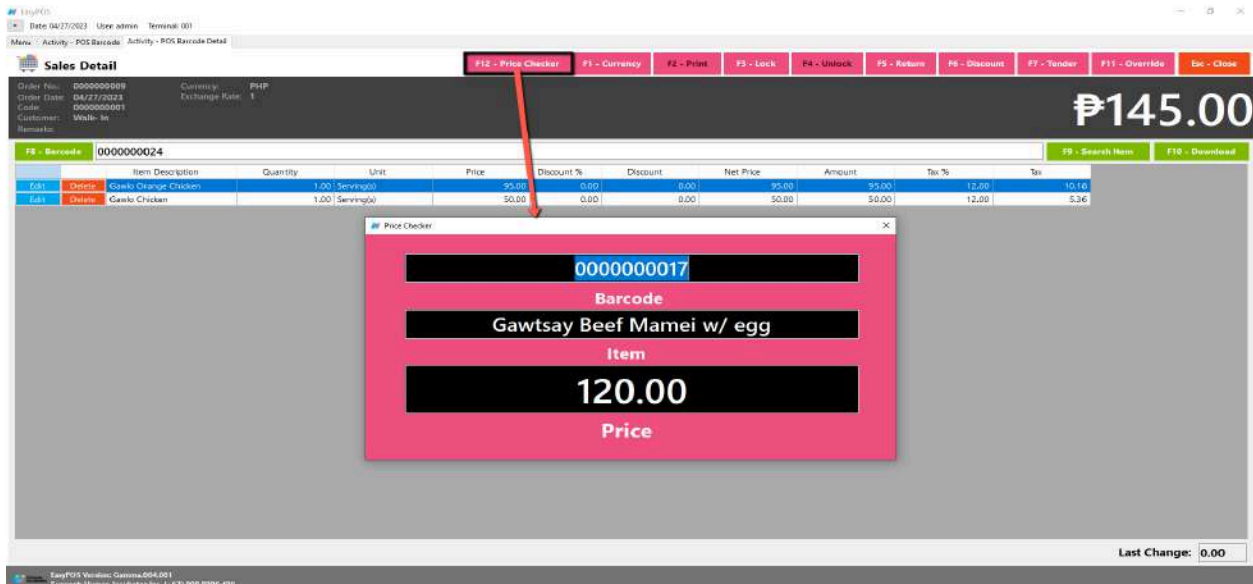 EasyPOS
Date: 04/27/2023 User: admin Terminal: 001
Menu Activity - POS Barcode Activity - POS Barcode Detail
Sales Detail F12 - Price Checker F1 - Currency F2 - Print F3 - Lock F4 - Unlock F5 - Return F6 - Discount F7 - Tender F11 - Override Esc - Close
Order No.: 0000000009 Currency: PHP
Order Date: 04/27/2023 Exchange Rate: 1
Code: 0000000001
Customer: Walk- In
Remarks:
₱145.00
F8 - Barcode 0000000024 F9 - Search Item F10 - Download
Item Description Quantity Unit Price Discount % Discount Net Price Amount Tax % Tax
Edit Delete Gawlo Orange Chicken 1.00 Serving(s) 95.00 0.00 0.00 95.00 95.00 12.00 10.18
Edit Delete Gawlo Chicken 1.00 Serving(s) 50.00 0.00 0.00 50.00 50.00 12.00 5.36
Price Checker
0000000017
Barcode
Gawtsay Beef Mamei w/ egg
Item
120.00
Price
Last Change: 0.00
EasyPOS Version: Gamma.004.001